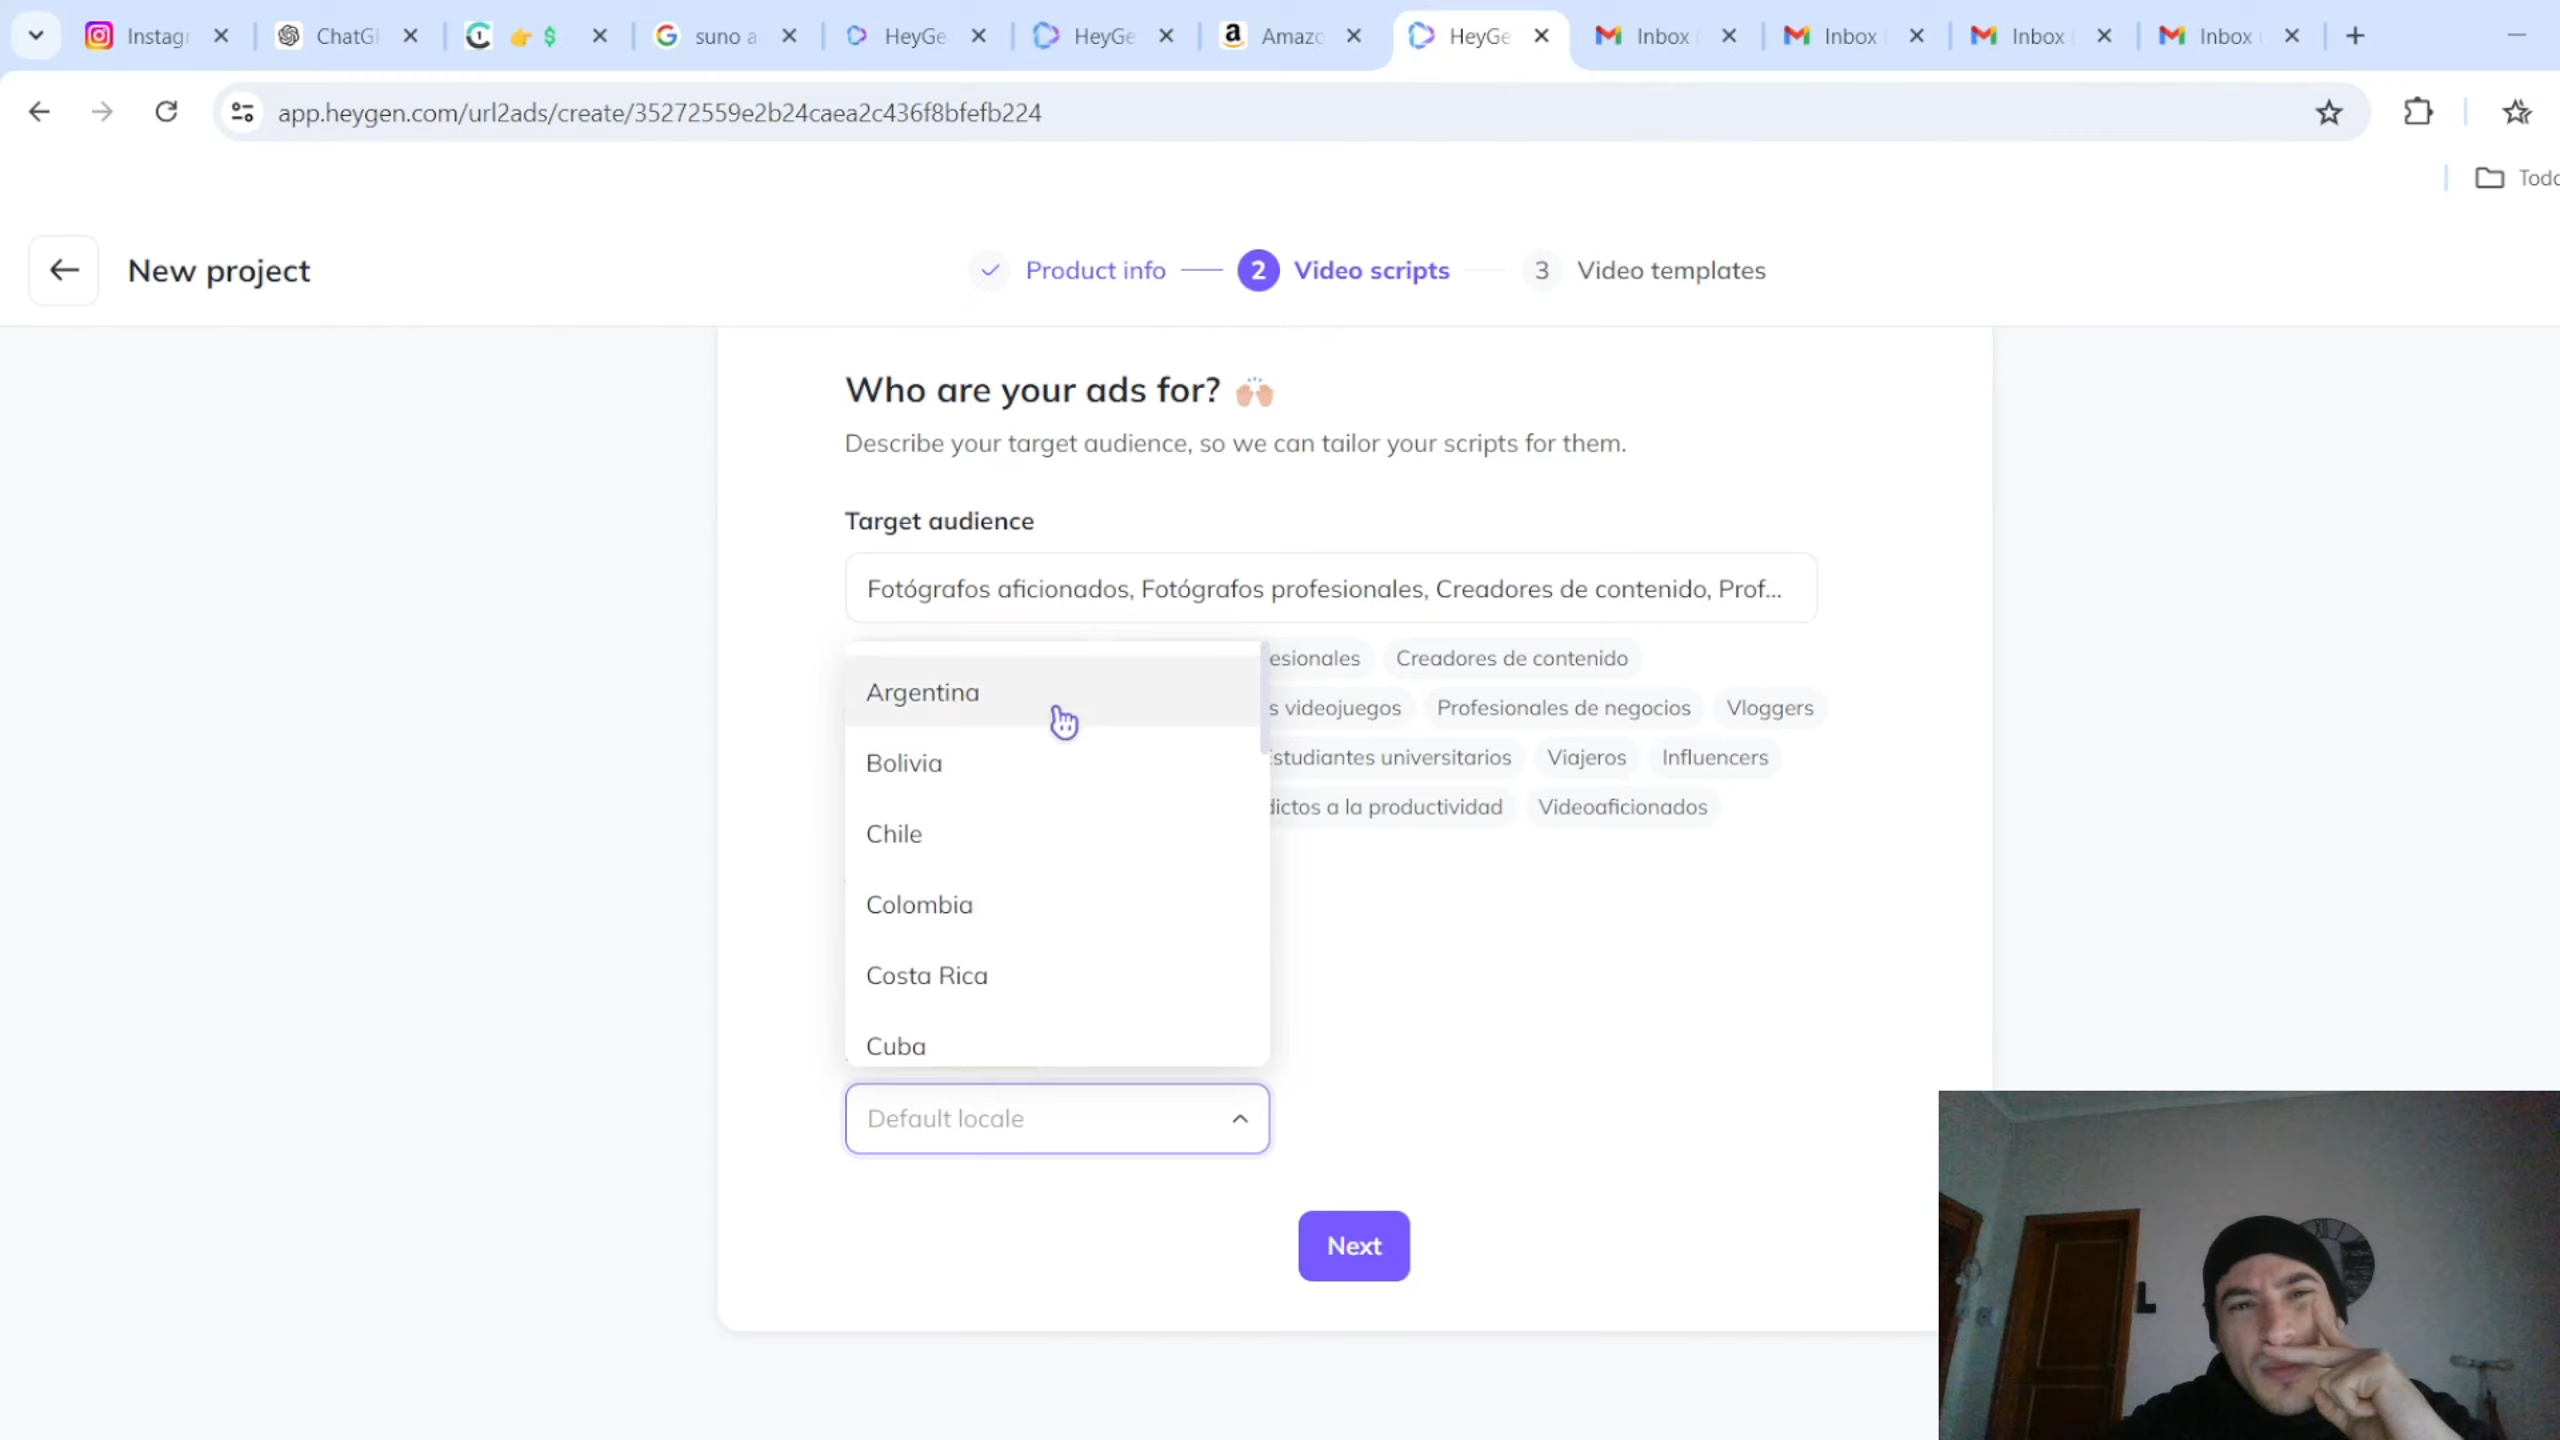 Instagr
ChatG
👉 $
suno a
HeyGe
HeyGe
Amazo
HeyGe
Inbox
Inbox
Inbox
Inbox
app.heygen.com/url2ads/create/35272559e2b24caea2c436f8bfefb224
Todo
New project
Product info
2 Video scripts
3 Video templates
Who are your ads for? 🙌
Describe your target audience, so we can tailor your scripts for them.
Target audience
Fotógrafos aficionados, Fotógrafos profesionales, Creadores de contenido, Prof...
esionales
Creadores de contenido
Argentina
s videojuegos
Profesionales de negocios
Vloggers
Bolivia
studiantes universitarios
Viajeros
Influencers
dictos a la productividad
Videoaficionados
Chile
Colombia
Costa Rica
Cuba
Default locale
Next